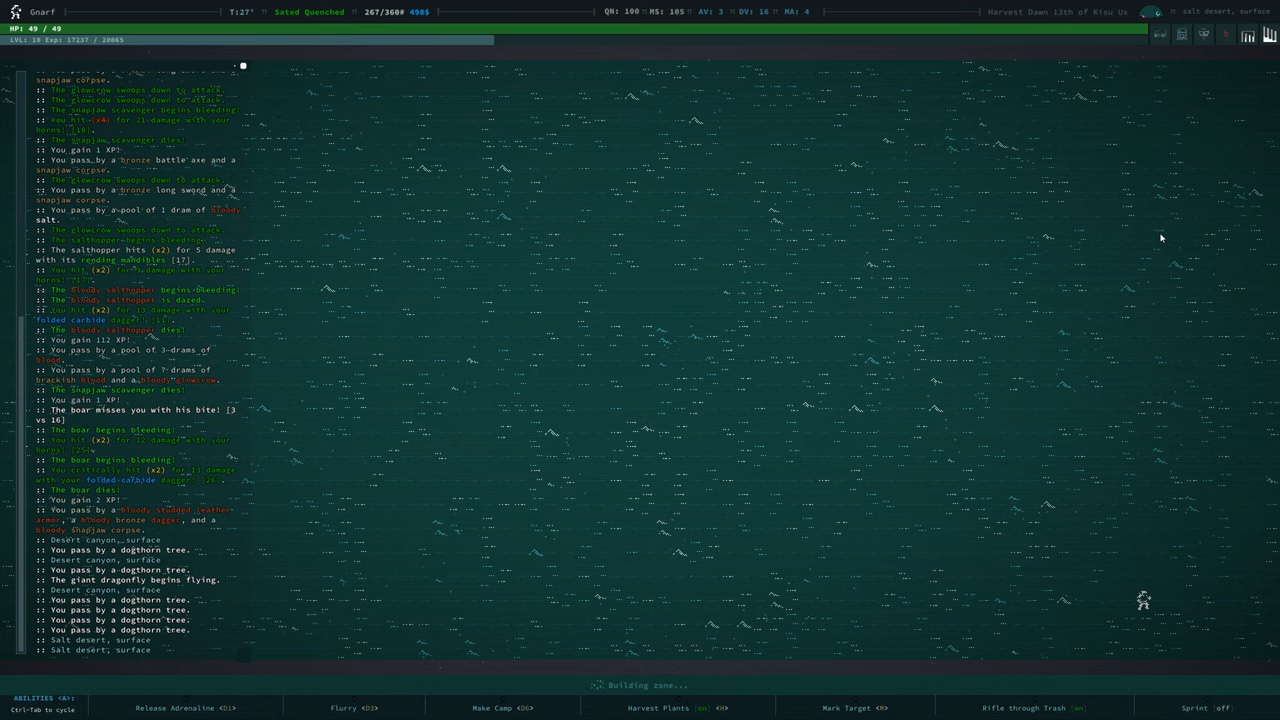 Gnarf
T:27°
Sated Quenched
267/360# 498$
QN: 100
MS: 105
AV: 3
DV: 16
MA: 4
Harvest Dawn 13th of Kisu Ux
salt desert, surface
HP: 49 / 49
LVL: 10 Exp: 17237 / 20065
snapjaw corpse.
:: The glowcrow swoops down to attack.
:: The glowcrow swoops down to attack.
:: The snapjaw scavenger begins bleeding!
:: You hit (x4) for 21 damage with your
horns! [18].
:: The snapjaw scavenger dies!
:: You gain 1 XP!
:: You pass by a bronze battle axe and a
snapjaw corpse.
:: The glowcrow swoops down to attack.
:: You pass by a bronze long sword and a
snapjaw corpse.
:: You pass by a pool of 1 dram of bloody
salt.
:: The glowcrow swoops down to attack.
:: The salthopper begins bleeding!
:: The salthopper hits (x2) for 5 damage
with its rending mandibles [17].
:: You hit (x2) for 9 damage with your
horns! [17].
:: The bloody salthopper begins bleeding!
:: The bloody salthopper is dazed.
:: You hit (x2) for 13 damage with your
folded carbide dagger! [11].
:: The bloody salthopper dies!
:: You gain 112 XP!
:: You pass by a pool of 3 drams of
blood.
:: You pass by a pool of 7 drams of
brackish blood and a bloody glowcrow.
:: The snapjaw scavenger dies!
:: You gain 1 XP!
:: The boar misses you with his bite! [3
vs 16]
:: The boar begins bleeding!
:: You hit (x2) for 12 damage with your
horns! [25].
:: The boar begins bleeding!
:: You critically hit (x2) for 13 damage
with your folded carbide dagger! [26].
:: The boar dies!
:: You gain 2 XP!
:: You pass by a bloody studded leather
armor, a bloody bronze dagger, and a
bloody snapjaw corpse.
:: Desert canyon, surface
:: You pass by a dogthorn tree.
:: Desert canyon, surface
:: You pass by a dogthorn tree.
:: The giant dragonfly begins flying.
:: Desert canyon, surface
:: You pass by a dogthorn tree.
:: You pass by a dogthorn tree.
:: You pass by a dogthorn tree.
:: You pass by a dogthorn tree.
:: Salt desert, surface
:: Salt desert, surface
Building zone...
ABILITIES <A>:
Ctrl-Tab to cycle
Release Adrenaline <D1>
Flurry <D3>
Make Camp <D6>
Harvest Plants [on] <H>
Mark Target <M>
Rifle through Trash [on]
Sprint [off]